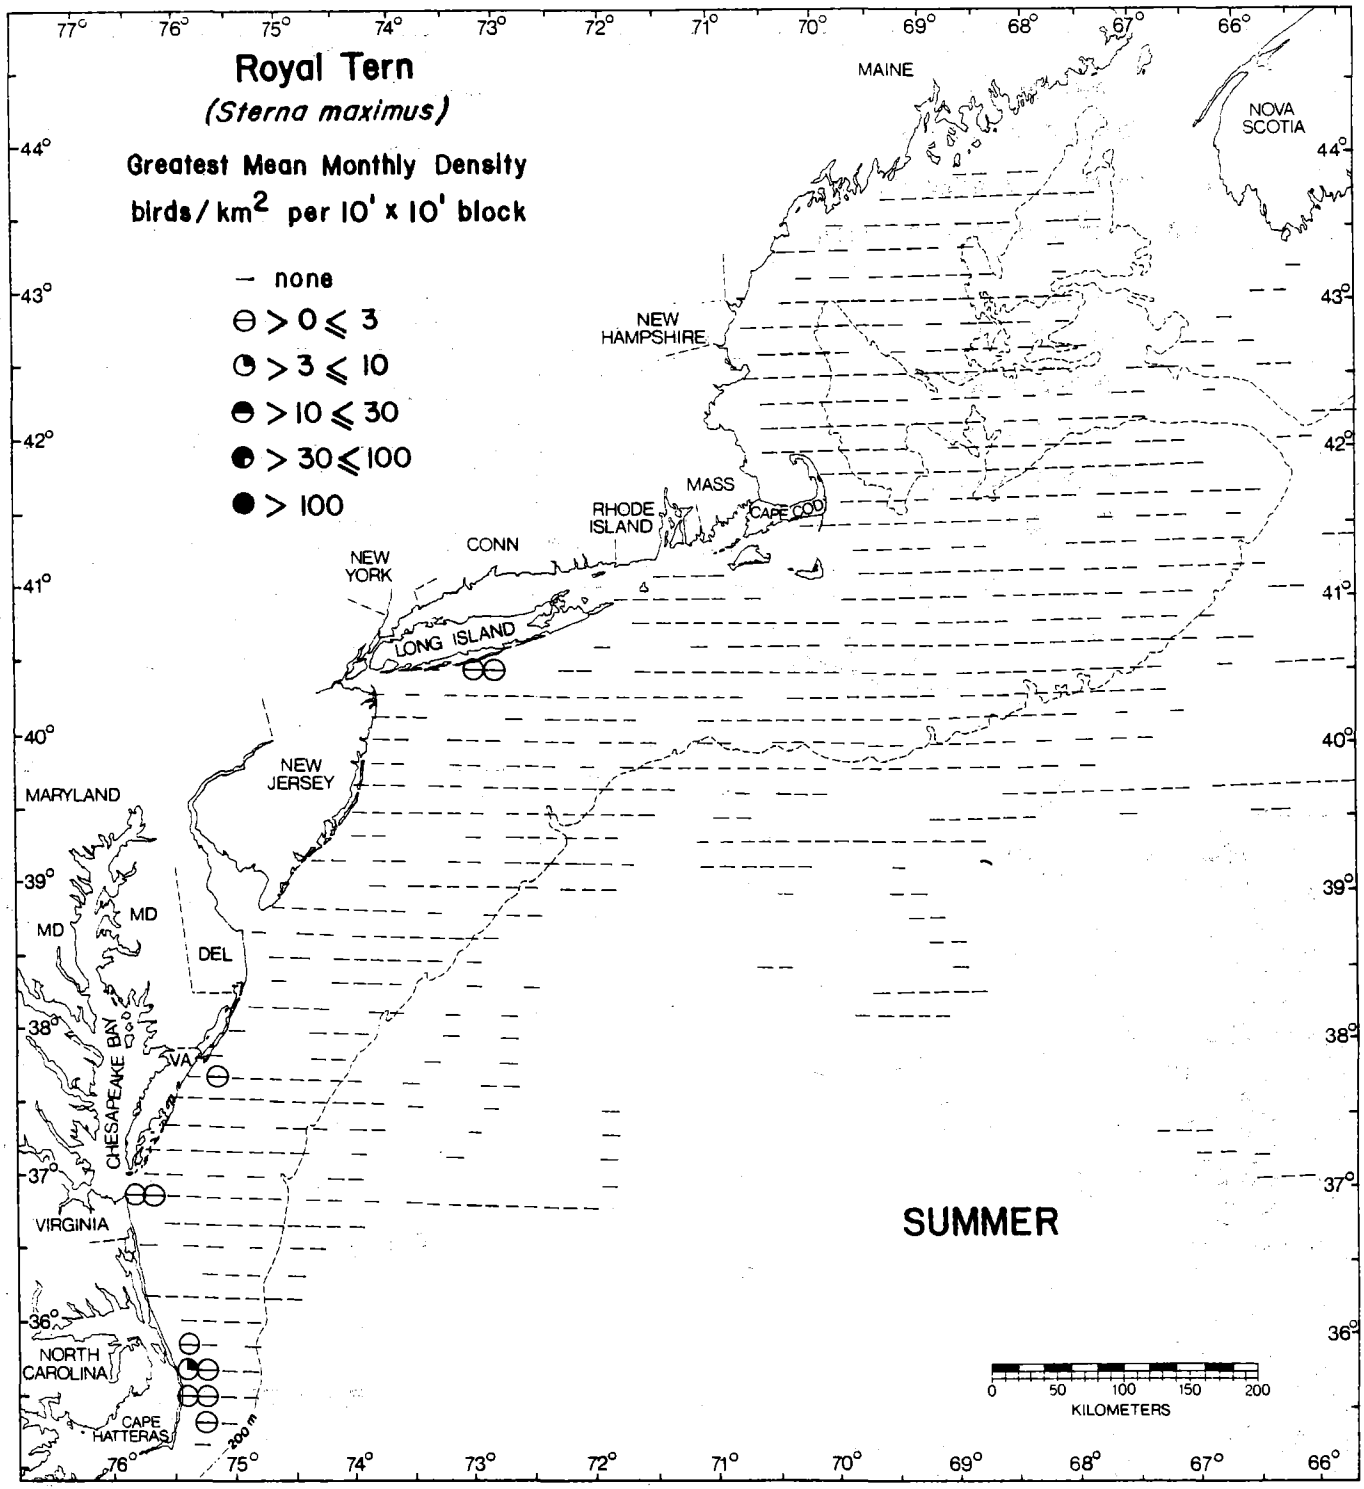 77° 76° 75° 74° 73° 72° 71° 70° 69° 68° 67° 66°
Royal Tern
(Sterna maximus)
Greatest Mean Monthly Density
birds/km² per 10' x 10' block
— none
> 0 ⩽ 3
> 3 ⩽ 10
> 10 ⩽ 30
> 30 ⩽ 100
> 100
MAINE
NOVA
SCOTIA
44° 44°
43° 43°
NEW
HAMPSHIRE
42° 42°
MASS
CAPE COD
RHODE
ISLAND
CONN
NEW
YORK
41° 41°
LONG ISLAND
40° 40°
NEW
JERSEY
MARYLAND
39° 39°
MD
MD
DEL
38° 38°
CHESAPEAKE BAY
VA
37° 37°
VIRGINIA
SUMMER
36° 36°
NORTH
CAROLINA
CAPE
HATTERAS
200 m
0 50 100 150 200
KILOMETERS
76° 75° 74° 73° 72° 71° 70° 69° 68° 67° 66°